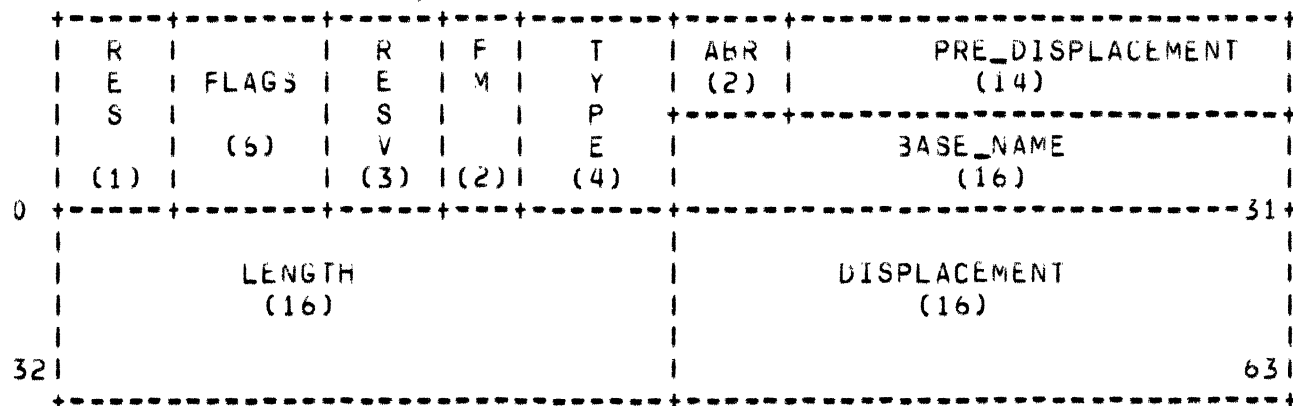 R F T ABR PRE_DISPLACEMENT
R E FLAGS E M Y (2) (14)
S S P
(6) V E BASE_NAME
(1) (3) (2) (4) (16)
0 31
LENGTH DISPLACEMENT
(16) (16)
32 63